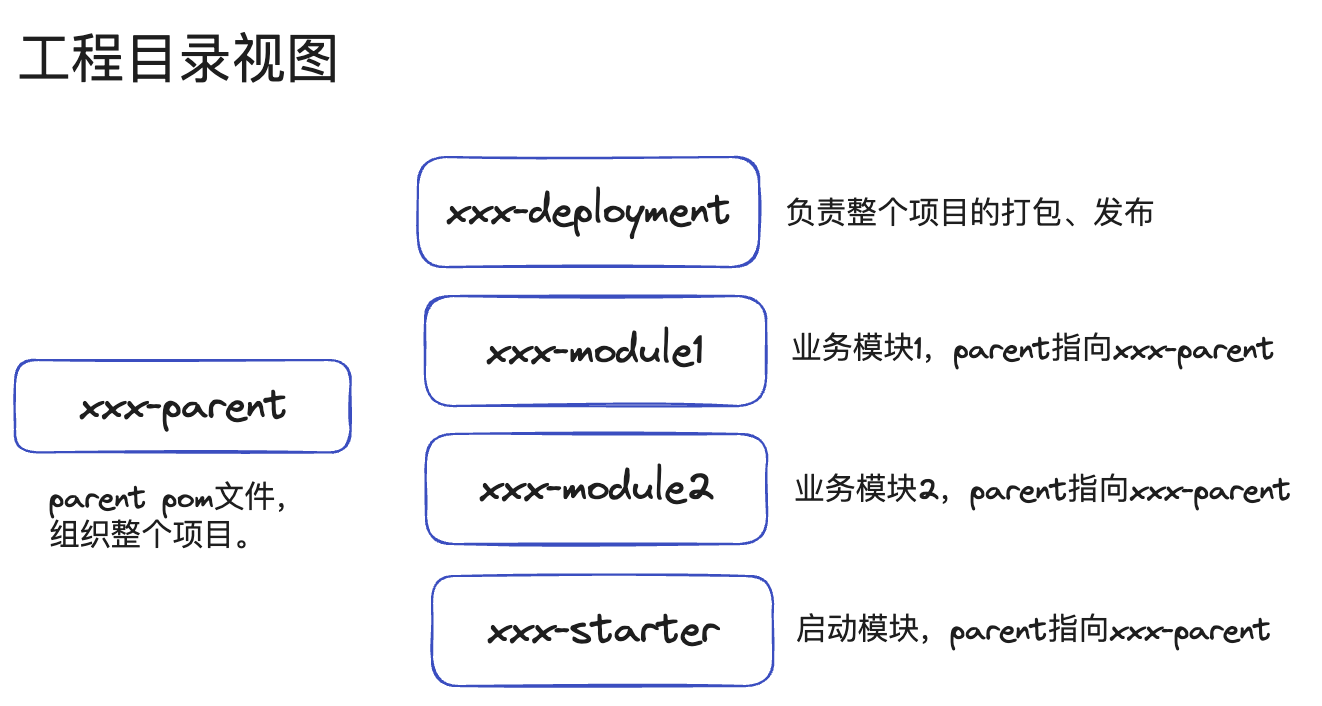 工程目录视图
xxx-deployment
负责整个项目的打包、发布
xxx-module1
业务模块1，parent指向xxx-parent
xxx-parent
parent pom文件，
组织整个项目。
xxx-module2
业务模块2，parent指向xxx-parent
xxx-starter
启动模块，parent指向xxx-parent